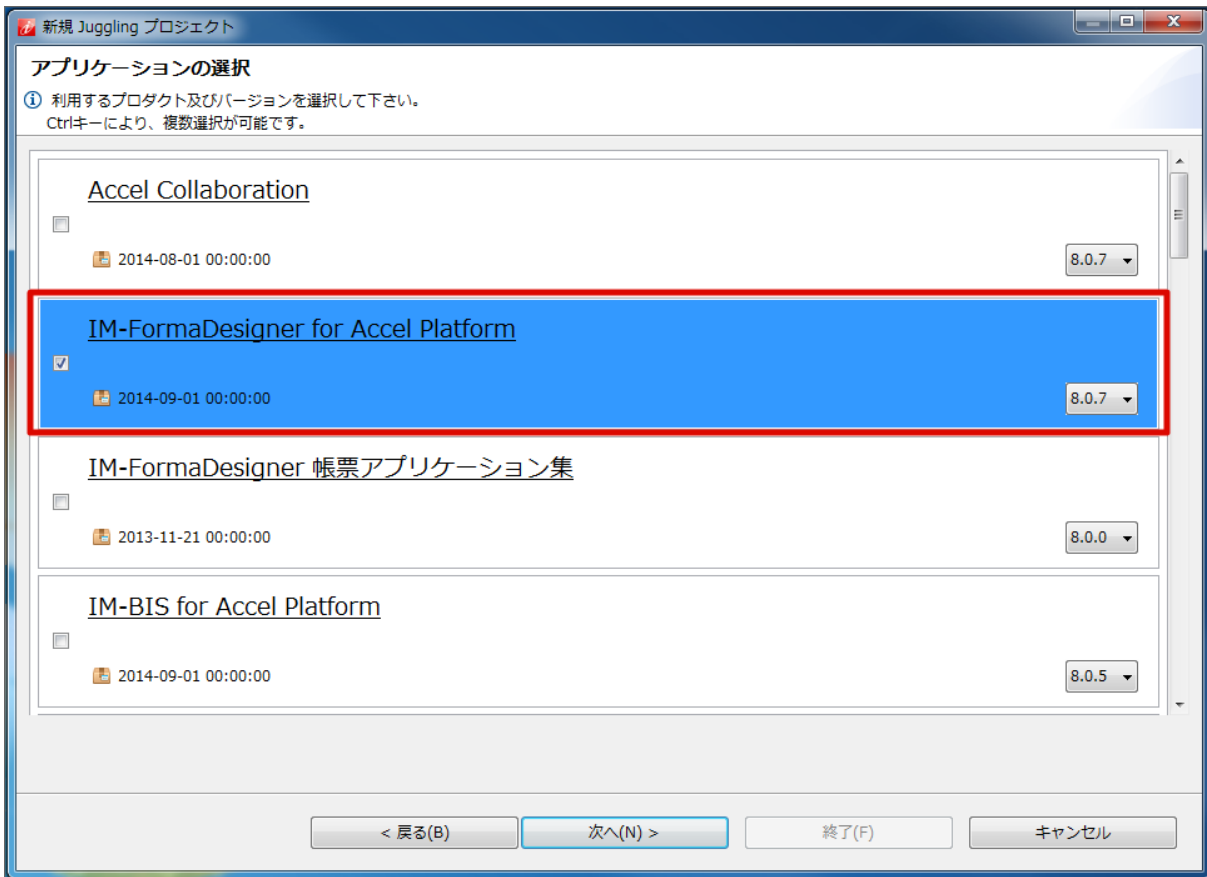 新規 Juggling プロジェクト
アプリケーションの選択
利用するプロダクト及びバージョンを選択して下さい。
Ctrlキーにより、複数選択が可能です。
Accel Collaboration
2014-08-01 00:00:00
8.0.7
IM-FormaDesigner for Accel Platform
2014-09-01 00:00:00
8.0.7
IM-FormaDesigner 帳票アプリケーション集
2013-11-21 00:00:00
8.0.0
IM-BIS for Accel Platform
2014-09-01 00:00:00
8.0.5
< 戻る(B)
次へ(N) >
終了(F)
キャンセル